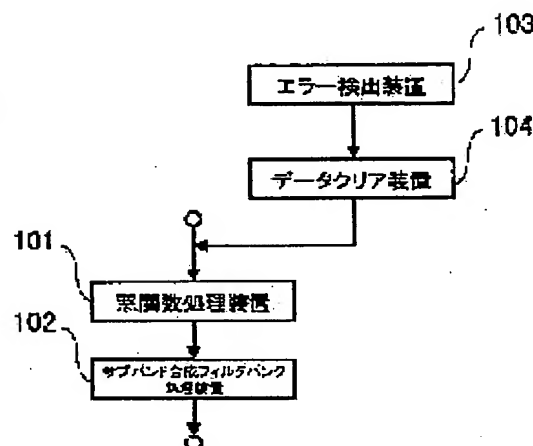 103
エラー検出装置
104
データクリア装置
101
窓関数処理装置
102
サブバンド合成フィルタバンク
処理装置